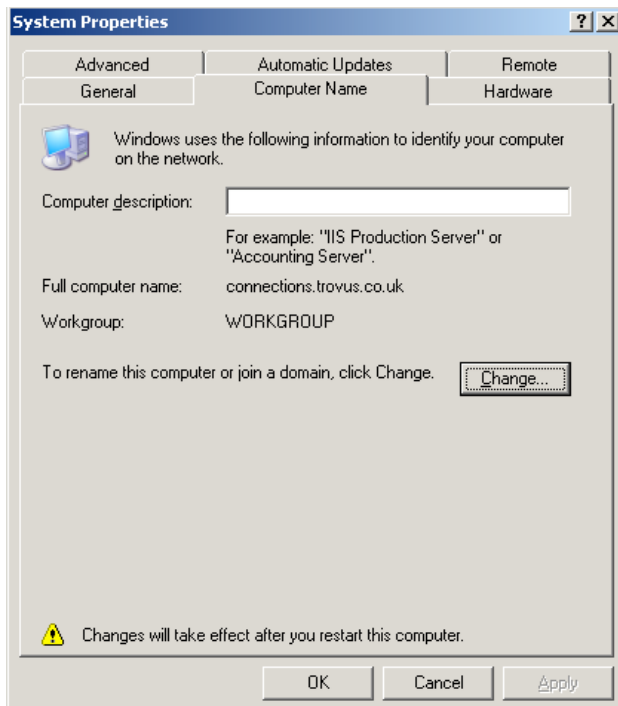 System Properties
Advanced
Automatic Updates
Remote
General
Computer Name
Hardware
Windows uses the following information to identify your computer
on the network.
Computer description:
For example: "IIS Production Server" or
"Accounting Server".
Full computer name:
connections.trovus.co.uk
Workgroup:
WORKGROUP
To rename this computer or join a domain, click Change.
Change...
Changes will take effect after you restart this computer.
OK
Cancel
Apply